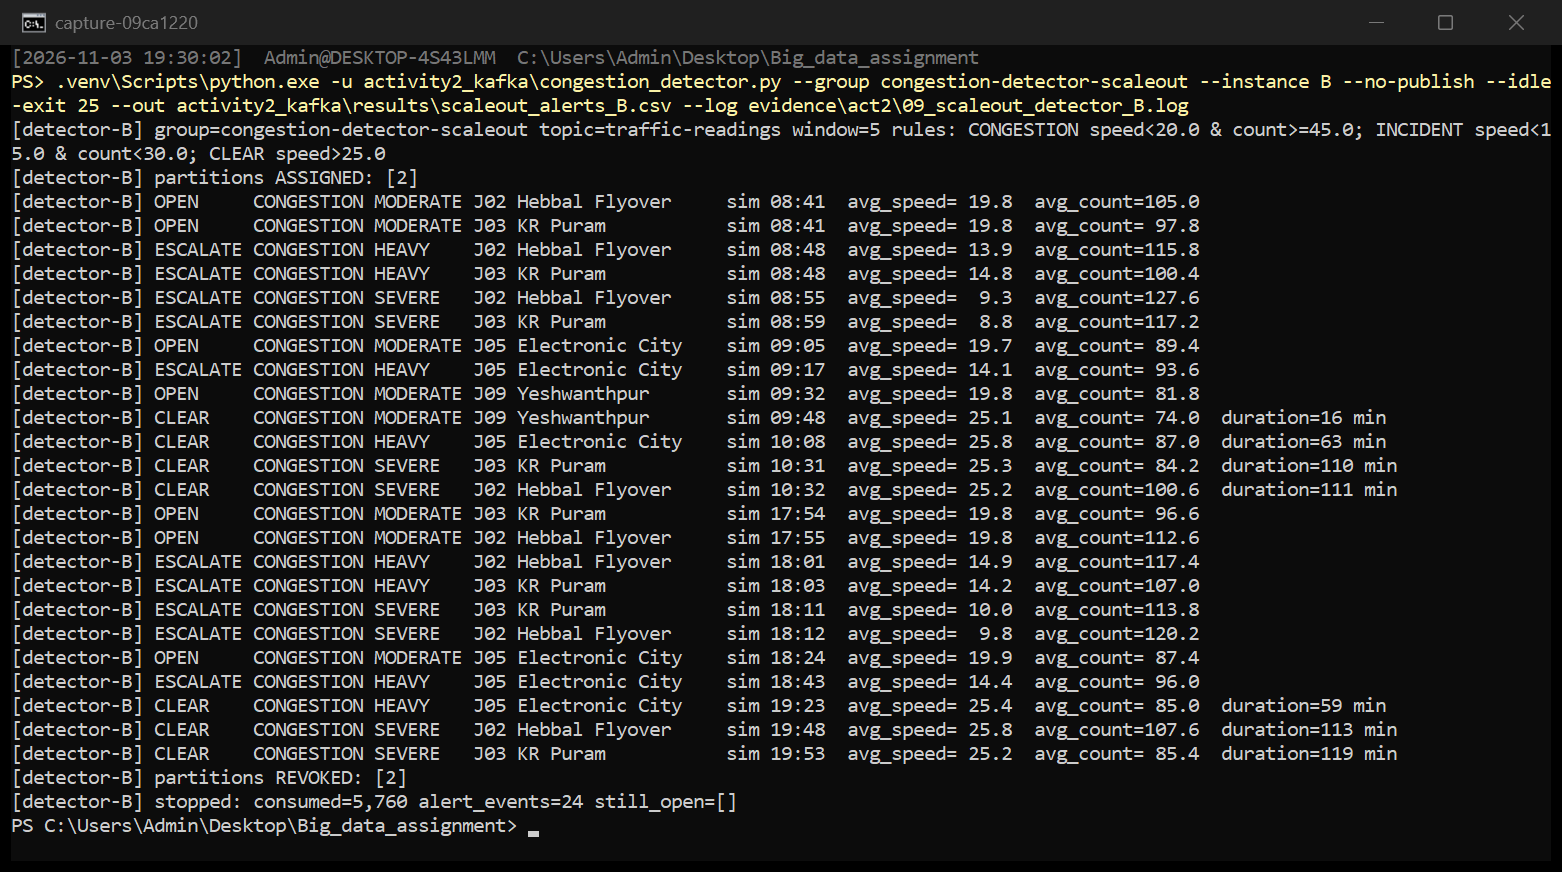 capture-09ca1220
[2026-11-03 19:30:02]  Admin@DESKTOP-4S43LMM  C:\Users\Admin\Desktop\Big_data_assignment
PS> .venv\Scripts\python.exe -u activity2_kafka\congestion_detector.py --group congestion-detector-scaleout --instance B --no-publish --idle
-exit 25 --out activity2_kafka\results\scaleout_alerts_B.csv --log evidence\act2\09_scaleout_detector_B.log
[detector-B] group=congestion-detector-scaleout topic=traffic-readings window=5 rules: CONGESTION speed<20.0 & count>=45.0; INCIDENT speed<1
5.0 & count<30.0; CLEAR speed>25.0
[detector-B] partitions ASSIGNED: [2]
[detector-B] OPEN     CONGESTION MODERATE J02 Hebbal Flyover     sim 08:41  avg_speed= 19.8  avg_count=105.0
[detector-B] OPEN     CONGESTION MODERATE J03 KR Puram           sim 08:41  avg_speed= 19.8  avg_count= 97.8
[detector-B] ESCALATE CONGESTION HEAVY    J02 Hebbal Flyover     sim 08:48  avg_speed= 13.9  avg_count=115.8
[detector-B] ESCALATE CONGESTION HEAVY    J03 KR Puram           sim 08:48  avg_speed= 14.8  avg_count=100.4
[detector-B] ESCALATE CONGESTION SEVERE   J02 Hebbal Flyover     sim 08:55  avg_speed=  9.3  avg_count=127.6
[detector-B] ESCALATE CONGESTION SEVERE   J03 KR Puram           sim 08:59  avg_speed=  8.8  avg_count=117.2
[detector-B] OPEN     CONGESTION MODERATE J05 Electronic City    sim 09:05  avg_speed= 19.7  avg_count= 89.4
[detector-B] ESCALATE CONGESTION HEAVY    J05 Electronic City    sim 09:17  avg_speed= 14.1  avg_count= 93.6
[detector-B] OPEN     CONGESTION MODERATE J09 Yeshwanthpur       sim 09:32  avg_speed= 19.8  avg_count= 81.8
[detector-B] CLEAR    CONGESTION MODERATE J09 Yeshwanthpur       sim 09:48  avg_speed= 25.1  avg_count= 74.0  duration=16 min
[detector-B] CLEAR    CONGESTION HEAVY    J05 Electronic City    sim 10:08  avg_speed= 25.8  avg_count= 87.0  duration=63 min
[detector-B] CLEAR    CONGESTION SEVERE   J03 KR Puram           sim 10:31  avg_speed= 25.3  avg_count= 84.2  duration=110 min
[detector-B] CLEAR    CONGESTION SEVERE   J02 Hebbal Flyover     sim 10:32  avg_speed= 25.2  avg_count=100.6  duration=111 min
[detector-B] OPEN     CONGESTION MODERATE J03 KR Puram           sim 17:54  avg_speed= 19.8  avg_count= 96.6
[detector-B] OPEN     CONGESTION MODERATE J02 Hebbal Flyover     sim 17:55  avg_speed= 19.8  avg_count=112.6
[detector-B] ESCALATE CONGESTION HEAVY    J02 Hebbal Flyover     sim 18:01  avg_speed= 14.9  avg_count=117.4
[detector-B] ESCALATE CONGESTION HEAVY    J03 KR Puram           sim 18:03  avg_speed= 14.2  avg_count=107.0
[detector-B] ESCALATE CONGESTION SEVERE   J03 KR Puram           sim 18:11  avg_speed= 10.0  avg_count=113.8
[detector-B] ESCALATE CONGESTION SEVERE   J02 Hebbal Flyover     sim 18:12  avg_speed=  9.8  avg_count=120.2
[detector-B] OPEN     CONGESTION MODERATE J05 Electronic City    sim 18:24  avg_speed= 19.9  avg_count= 87.4
[detector-B] ESCALATE CONGESTION HEAVY    J05 Electronic City    sim 18:43  avg_speed= 14.4  avg_count= 96.0
[detector-B] CLEAR    CONGESTION HEAVY    J05 Electronic City    sim 19:23  avg_speed= 25.4  avg_count= 85.0  duration=59 min
[detector-B] CLEAR    CONGESTION SEVERE   J02 Hebbal Flyover     sim 19:48  avg_speed= 25.8  avg_count=107.6  duration=113 min
[detector-B] CLEAR    CONGESTION SEVERE   J03 KR Puram           sim 19:53  avg_speed= 25.2  avg_count= 85.4  duration=119 min
[detector-B] partitions REVOKED: [2]
[detector-B] stopped: consumed=5,760 alert_events=24 still_open=[]
PS C:\Users\Admin\Desktop\Big_data_assignment>